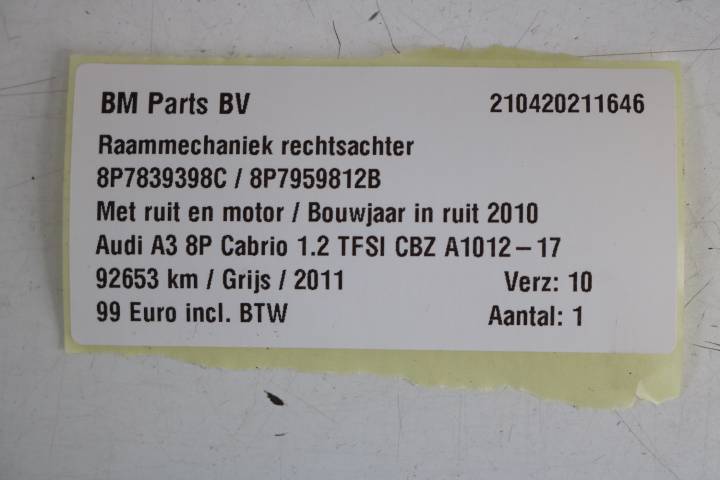 BM Parts BV 210420211646
Raammechaniek rechtsachter
8P7839398C / 8P7959812B
Met ruit en motor / Bouwjaar in ruit 2010
Audi A3 8P Cabrio 1.2 TFSI CBZ A1012－17
92653 km / Grijs / 2011 Verz: 10
99 Euro incl. BTW Aantal: 1